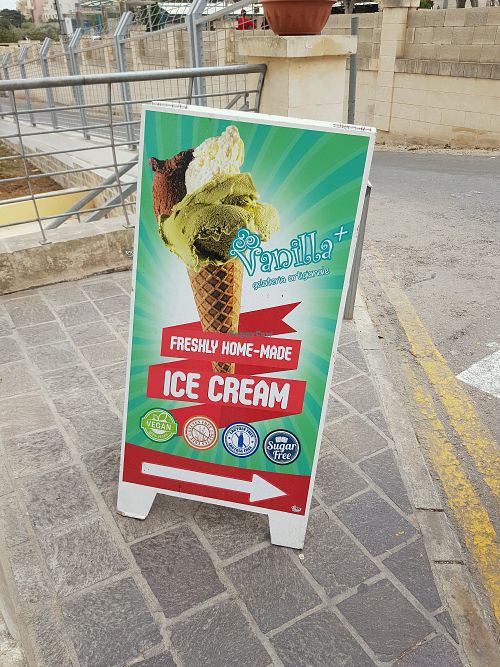 Vanilla+
gelateria artigianale
FRESHLY HOME-MADE
ICE CREAM
VEGAN
Sugar
Free